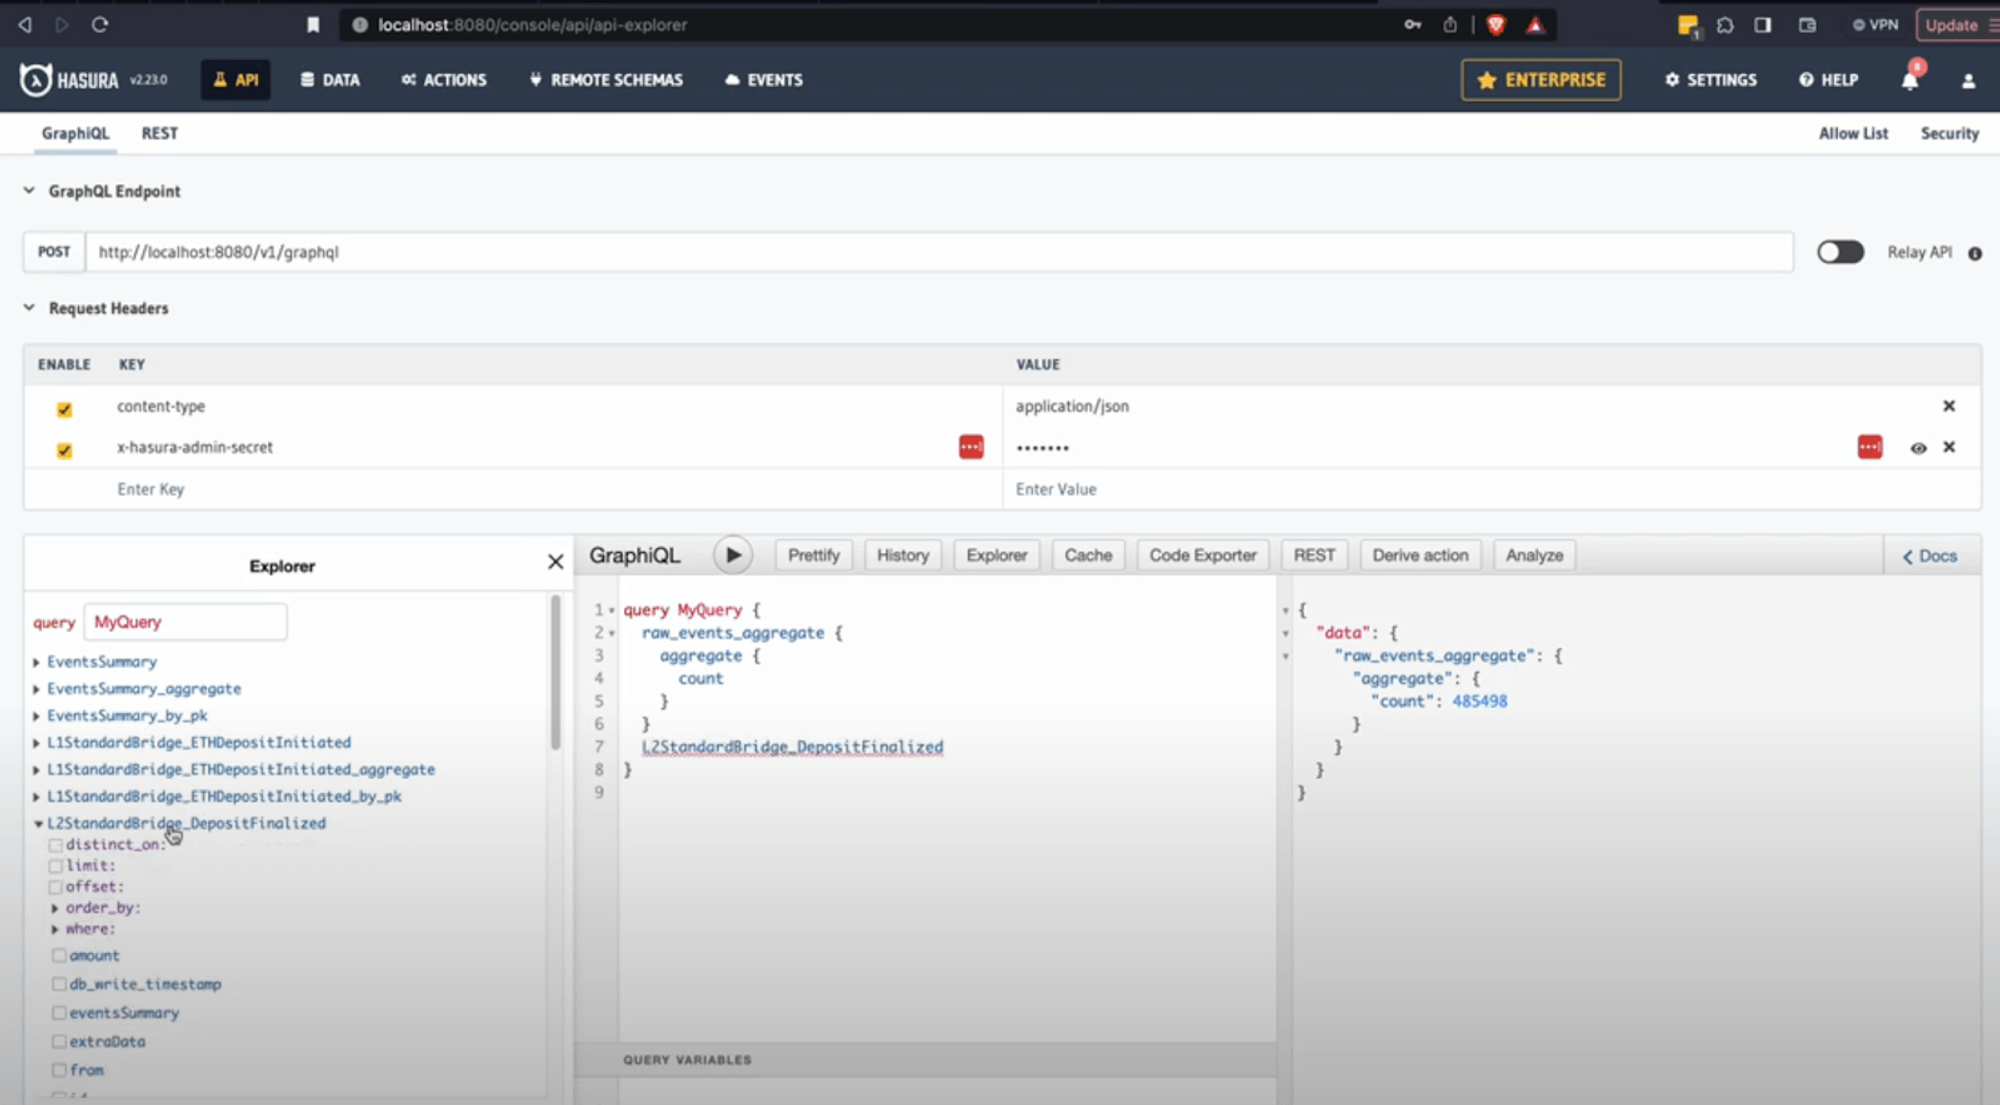 localhost:8080/console/api/api-explorer
1
VPN
Update
HASURA v2.23.0
API
DATA
ACTIONS
REMOTE SCHEMAS
EVENTS
ENTERPRISE
SETTINGS
HELP
8
GraphiQL
REST
Allow List
Security
GraphQL Endpoint
POST
http://localhost:8080/v1/graphql
Relay API
Request Headers
ENABLE KEY VALUE
content-type application/json
x-hasura-admin-secret •••••••
Enter Key Enter Value
Explorer
query MyQuery
EventsSummary
EventsSummary_aggregate
EventsSummary_by_pk
L1StandardBridge_ETHDepositInitiated
L1StandardBridge_ETHDepositInitiated_aggregate
L1StandardBridge_ETHDepositInitiated_by_pk
L2StandardBridge_DepositFinalized
distinct_on:
limit:
offset:
order_by:
where:
amount
db_write_timestamp
eventsSummary
extraData
from
GraphiQL
Prettify
History
Explorer
Cache
Code Exporter
REST
Derive action
Analyze
Docs
1 query MyQuery {
2 raw_events_aggregate {
3 aggregate {
4 count
5 }
6 }
7 L2StandardBridge_DepositFinalized
8 }
9
QUERY VARIABLES
{
"data": {
"raw_events_aggregate": {
"aggregate": {
"count": 485498
}
}
}
}